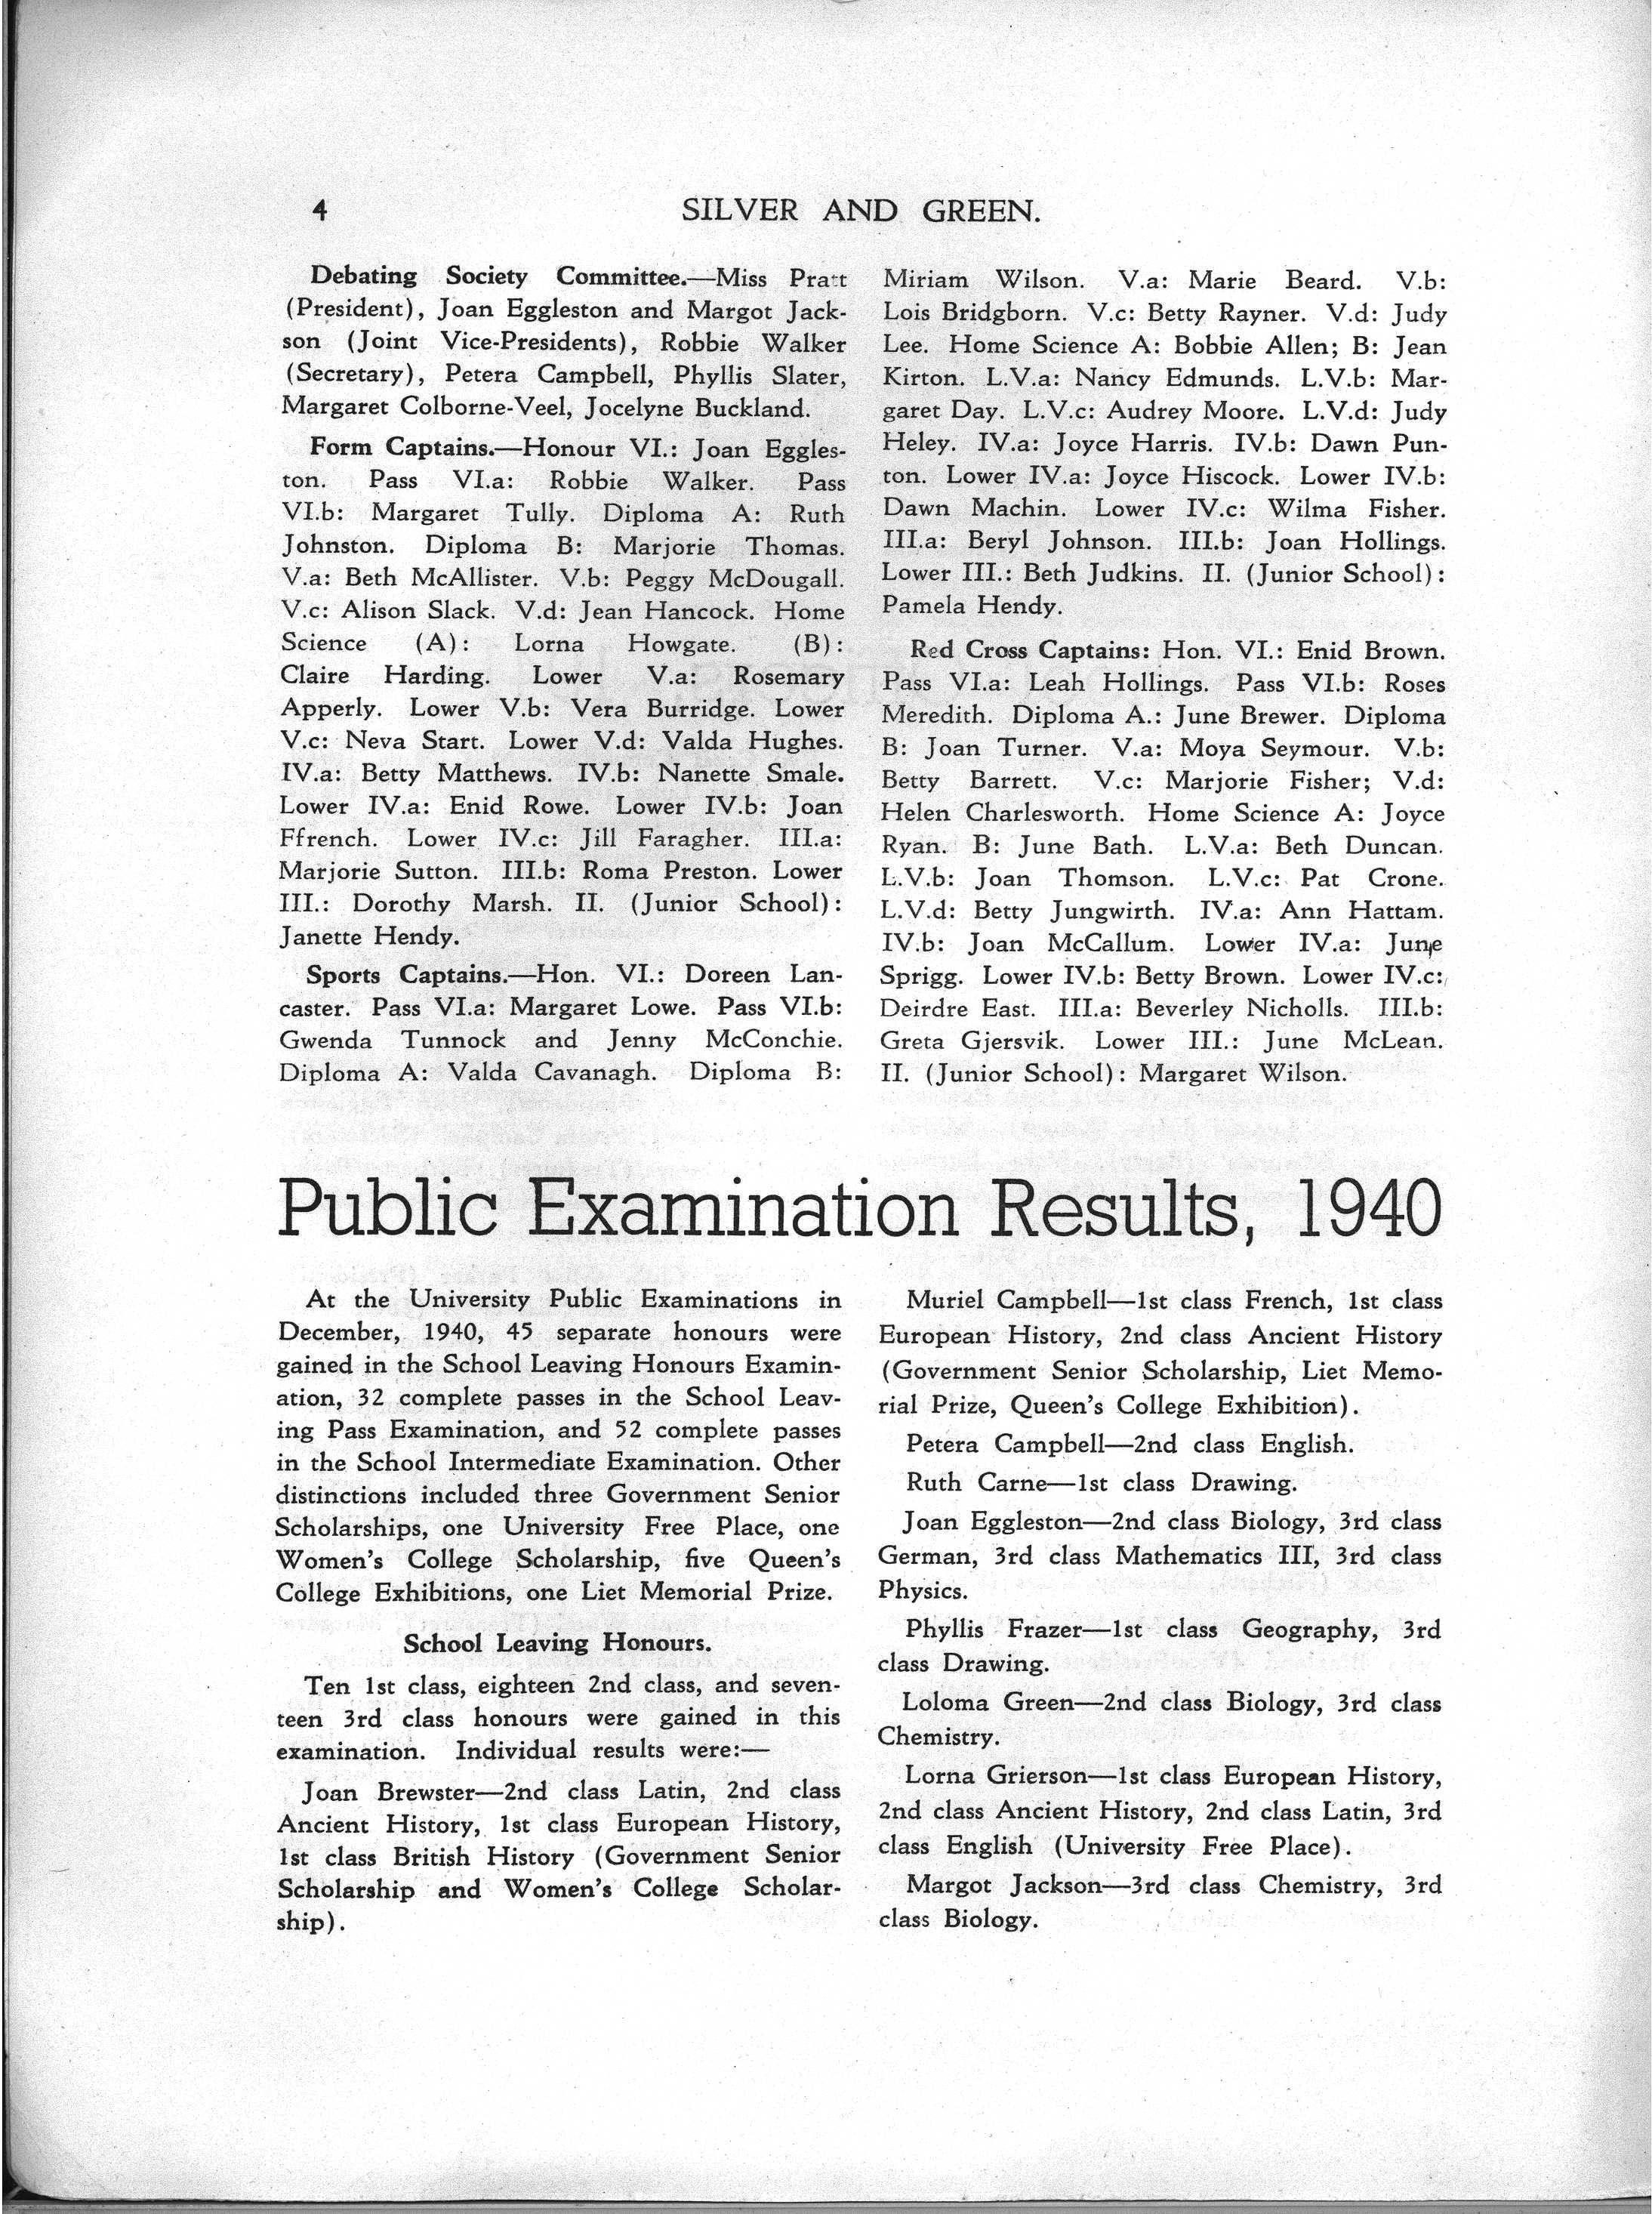 4
SILVER AND GREEN.
Debating Society Committee.—Miss Pratt
(President), Joan Eggleston and Margot Jack-
son (Joint Vice-Presidents), Robbie Walker
(Secretary), Petera Campbell, Phyllis Slater,
Margaret Colborne-Veel, Jocelyne Buckland.
Form Captains.—Honour VI.: Joan Eggles-
ton. Pass VI.a: Robbie Walker. Pass
VI.b: Margaret Tully. Diploma A: Ruth
Johnston. Diploma B: Marjorie Thomas.
V.a: Beth McAllister. V.b: Peggy McDougall.
V.c: Alison Slack. V.d: Jean Hancock. Home
Science (A): Lorna Howgate. (B):
Claire Harding. Lower V.a: Rosemary
Apperly. Lower V.b: Vera Burridge. Lower
V.c: Neva Start. Lower V.d: Valda Hughes.
IV.a: Betty Matthews. IV.b: Nanette Smale.
Lower IV.a: Enid Rowe. Lower IV.b: Joan
Ffrench. Lower IV.c: Jill Faragher. III.a:
Marjorie Sutton. III.b: Roma Preston. Lower
III.: Dorothy Marsh. II. (Junior School):
Janette Hendy.
Sports Captains.—Hon. VI.: Doreen Lan-
caster. Pass VI.a: Margaret Lowe. Pass VI.b:
Gwenda Tunnock and Jenny McConchie.
Diploma A: Valda Cavanagh. Diploma B:
Miriam Wilson. V.a: Marie Beard. V.b:
Lois Bridgborn. V.c: Betty Rayner. V.d: Judy
Lee. Home Science A: Bobbie Allen; B: Jean
Kirton. L.V.a: Nancy Edmunds. L.V.b: Mar-
garet Day. L.V.c: Audrey Moore. L.V.d: Judy
Heley. IV.a: Joyce Harris. IV.b: Dawn Pun-
ton. Lower IV.a: Joyce Hiscock. Lower IV.b:
Dawn Machin. Lower IV.c: Wilma Fisher.
III.a: Beryl Johnson. III.b: Joan Hollings.
Lower III.: Beth Judkins. II. (Junior School):
Pamela Hendy.
Red Cross Captains: Hon. VI.: Enid Brown.
Pass VI.a: Leah Hollings. Pass VI.b: Roses
Meredith. Diploma A.: June Brewer. Diploma
B: Joan Turner. V.a: Moya Seymour. V.b:
Betty Barrett. V.c: Marjorie Fisher; V.d:
Helen Charlesworth. Home Science A: Joyce
Ryan. B: June Bath. L.V.a: Beth Duncan.
L.V.b: Joan Thomson. L.V.c: Pat Crone.
L.V.d: Betty Jungwirth. IV.a: Ann Hattam.
IV.b: Joan McCallum. Lower IV.a: June
Sprigg. Lower IV.b: Betty Brown. Lower IV.c:
Deirdre East. III.a: Beverley Nicholls. III.b:
Greta Gjersvik. Lower III.: June McLean.
II. (Junior School): Margaret Wilson.
Public Examination Results, 1940
At the University Public Examinations in
December, 1940, 45 separate honours were
gained in the School Leaving Honours Examin-
ation, 32 complete passes in the School Leav-
ing Pass Examination, and 52 complete passes
in the School Intermediate Examination. Other
distinctions included three Government Senior
Scholarships, one University Free Place, one
Women's College Scholarship, five Queen's
College Exhibitions, one Liet Memorial Prize.
School Leaving Honours.
Ten 1st class, eighteen 2nd class, and seven-
teen 3rd class honours were gained in this
examination. Individual results were:—
Joan Brewster—2nd class Latin, 2nd class
Ancient History, 1st class European History,
1st class British History (Government Senior
Scholarship and Women's College Scholar-
ship).
Muriel Campbell—1st class French, 1st class
European History, 2nd class Ancient History
(Government Senior Scholarship, Liet Memo-
rial Prize, Queen's College Exhibition).
Petera Campbell—2nd class English.
Ruth Carne—1st class Drawing.
Joan Eggleston—2nd class Biology, 3rd class
German, 3rd class Mathematics III, 3rd class
Physics.
Phyllis Frazer—1st class Geography, 3rd
class Drawing.
Loloma Green—2nd class Biology, 3rd class
Chemistry.
Lorna Grierson—1st class European History,
2nd class Ancient History, 2nd class Latin, 3rd
class English (University Free Place).
Margot Jackson—3rd class Chemistry, 3rd
class Biology.